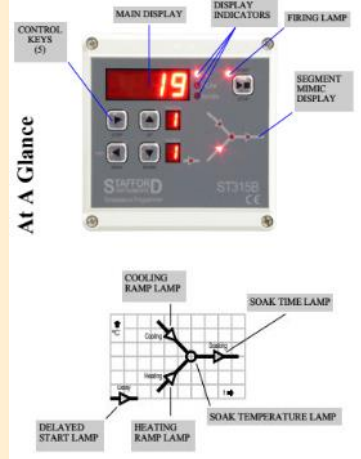 MAIN DISPLAY
DISPLAY
INDICATORS
FIRING LAMP
CONTROL
KEYS
(5)
19
SEGMENT
MIMIC
DISPLAY
1
1
STAFFORD
INSTRUMENTS
ST315B
CE
At A Glance
COOLING
RAMP LAMP
SOAK TIME LAMP
°C
Cooling
Soaking
Heating
Delay
t
DELAYED
START LAMP
HEATING
RAMP LAMP
SOAK TEMPERATURE LAMP